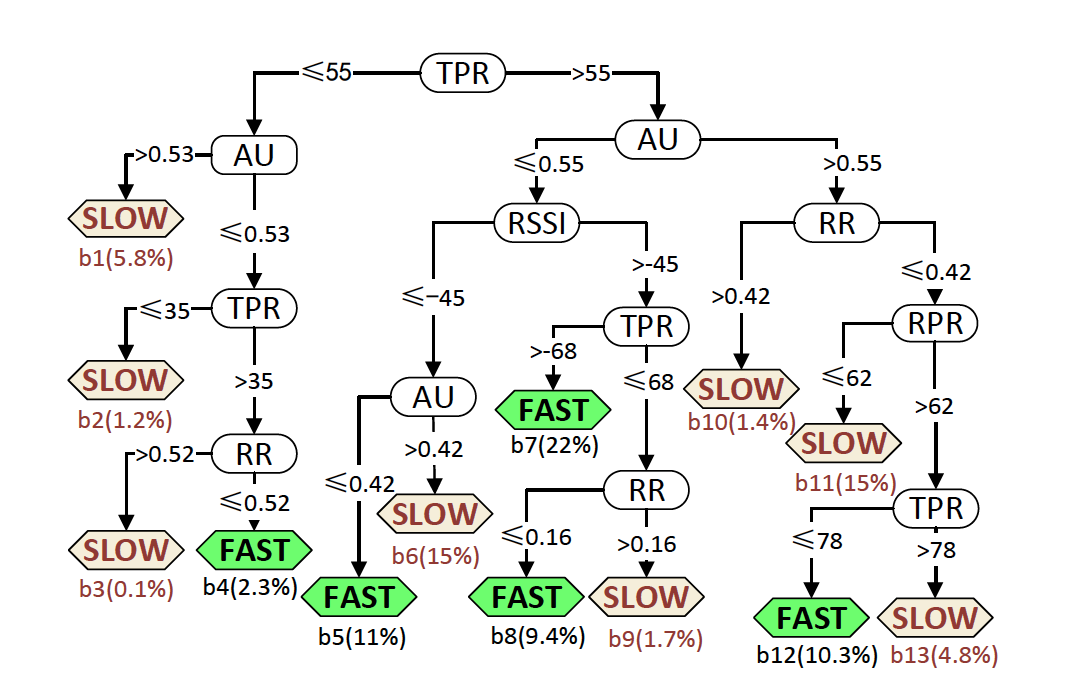 TPR
≤55
>55
AU
>0.53
SLOW
b1(5.8%)
≤0.53
TPR
≤35
SLOW
b2(1.2%)
>35
RR
>0.52
SLOW
b3(0.1%)
≤0.52
FAST
b4(2.3%)
AU
≤0.55
>0.55
RSSI
≤−45
>-45
AU
≤0.42
FAST
b5(11%)
>0.42
SLOW
b6(15%)
TPR
>-68
FAST
b7(22%)
≤68
RR
≤0.16
FAST
b8(9.4%)
>0.16
SLOW
b9(1.7%)
RR
>0.42
SLOW
b10(1.4%)
≤0.42
RPR
≤62
SLOW
b11(15%)
>62
TPR
≤78
FAST
b12(10.3%)
>78
SLOW
b13(4.8%)